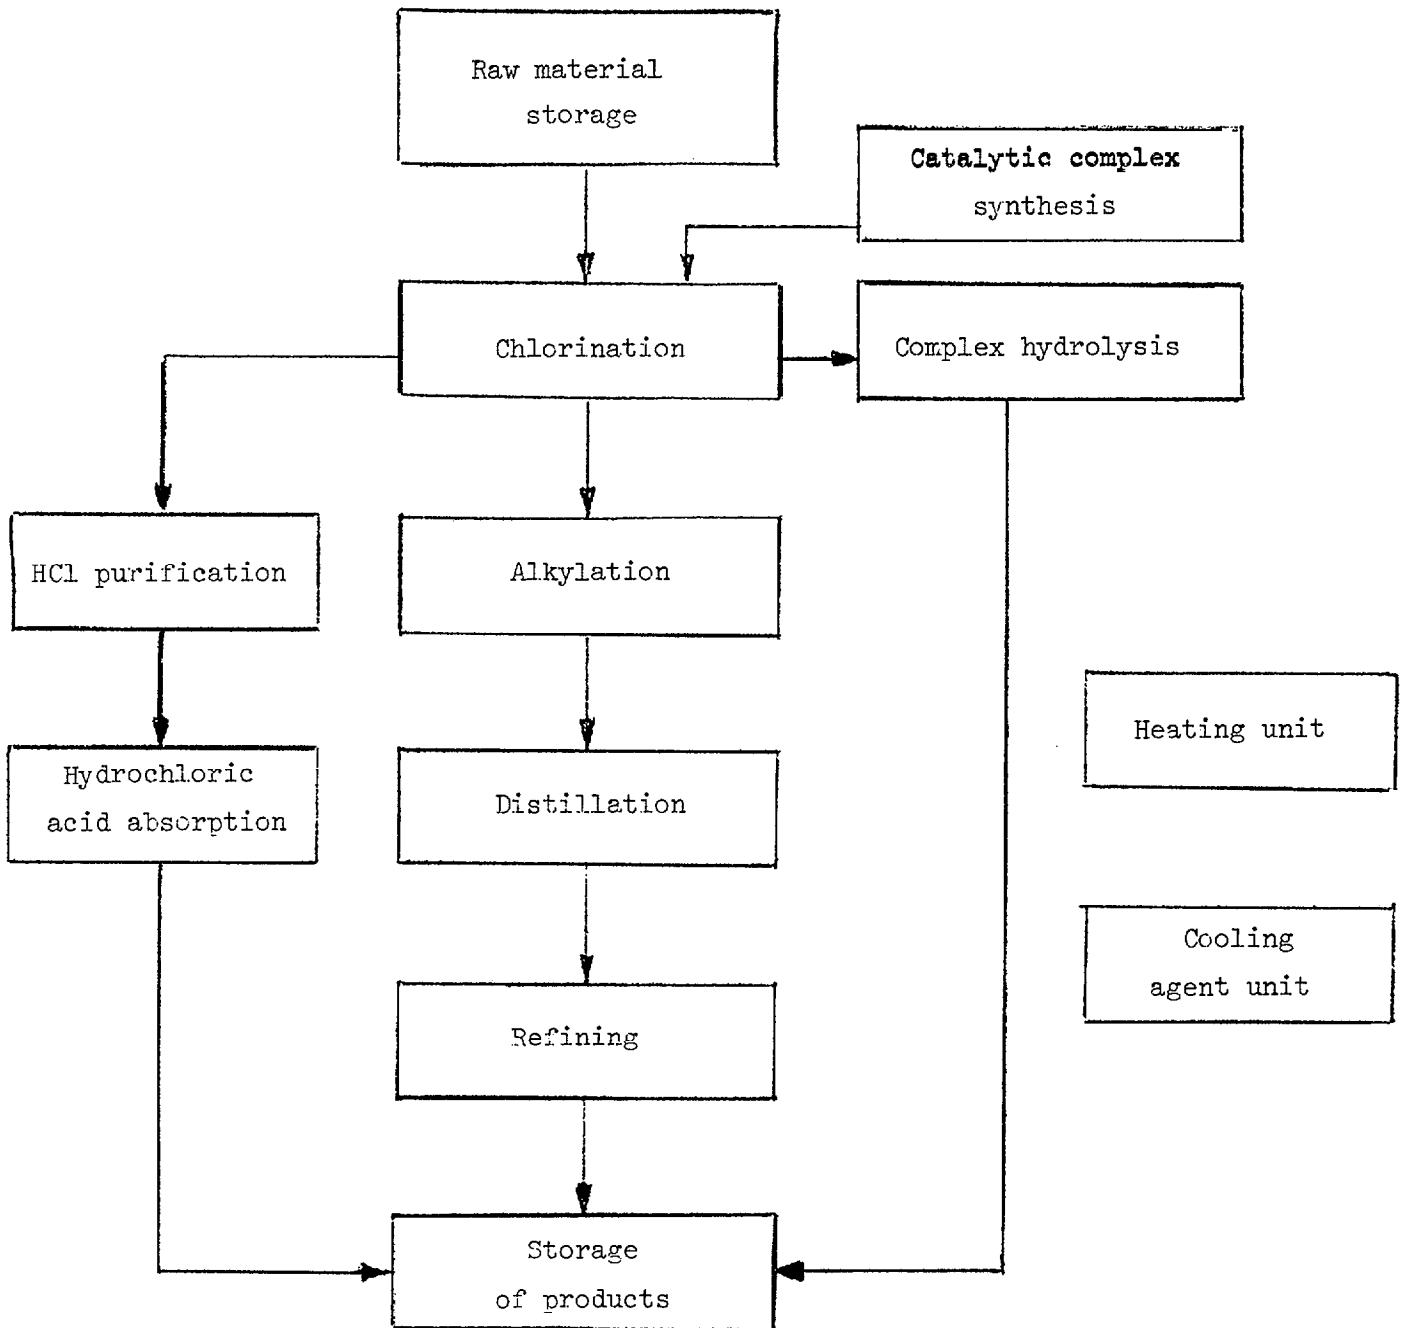 Raw material
storage
Catalytic complex
synthesis
Chlorination
Complex hydrolysis
HCl purification
Alkylation
Heating unit
Hydrochloric
acid absorption
Distillation
Cooling
agent unit
Refining
Storage
of products